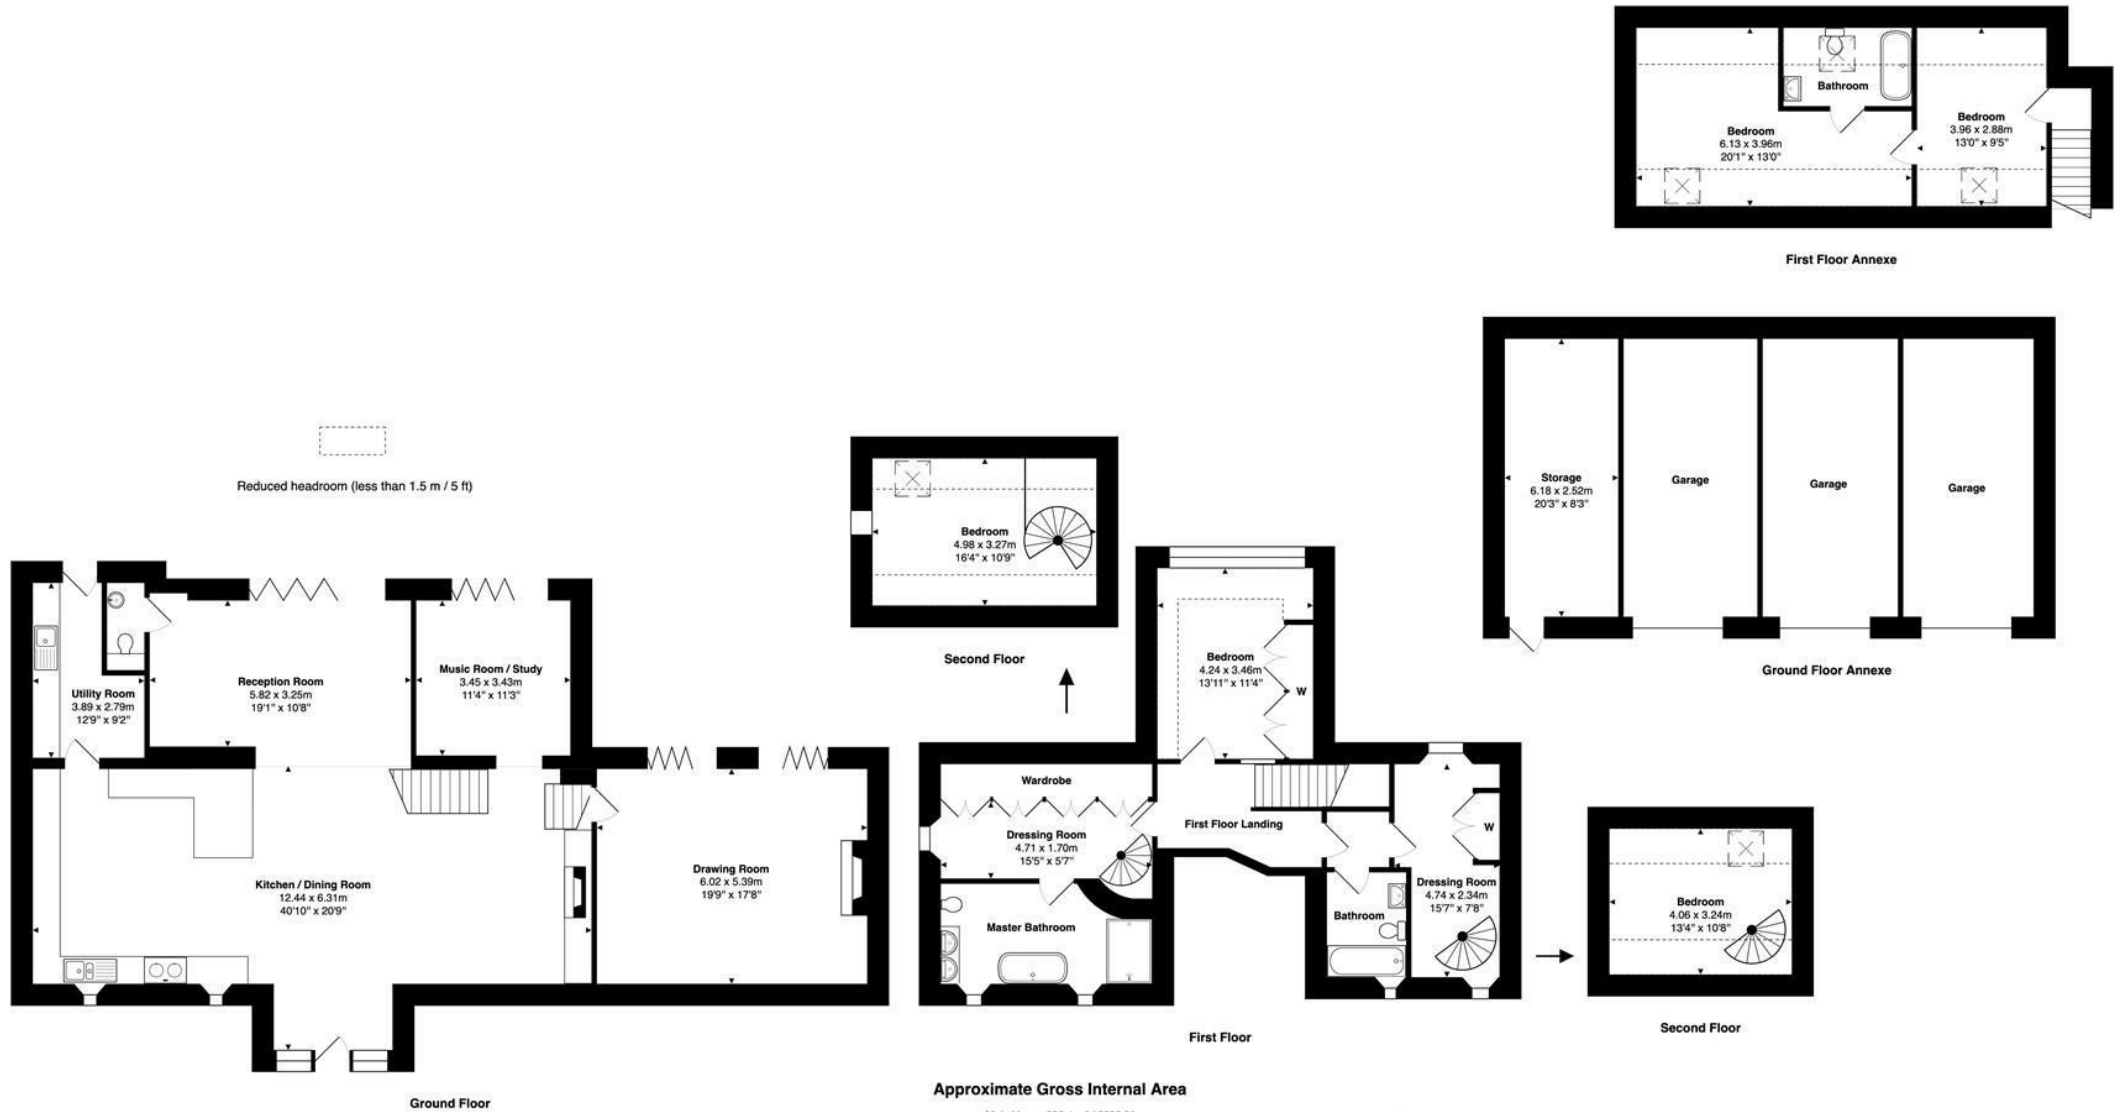 Bathroom
Bedroom
6.13 x 3.96m
20'1" x 13'0"
Bedroom
3.96 x 2.88m
13'0" x 9'5"
First Floor Annexe
Storage
6.18 x 2.52m
20'3" x 8'3"
Garage
Garage
Garage
Ground Floor Annexe
Reduced headroom (less than 1.5 m / 5 ft)
Utility Room
3.89 x 2.79m
12'9" x 9'2"
Reception Room
5.82 x 3.25m
19'1" x 10'8"
Music Room / Study
3.45 x 3.43m
11'4" x 11'3"
Kitchen / Dining Room
12.44 x 6.31m
40'10" x 20'9"
Drawing Room
6.02 x 5.39m
19'9" x 17'8"
Ground Floor
Bedroom
4.98 x 3.27m
16'4" x 10'9"
Second Floor
Bedroom
4.24 x 3.46m
13'11" x 11'4"
W
Wardrobe
Dressing Room
4.71 x 1.70m
15'5" x 5'7"
First Floor Landing
Master Bathroom
W
Dressing Room
4.74 x 2.34m
15'7" x 7'8"
Bathroom
First Floor
Bedroom
4.06 x 3.24m
13'4" x 10'8"
Second Floor
Approximate Gross Internal Area